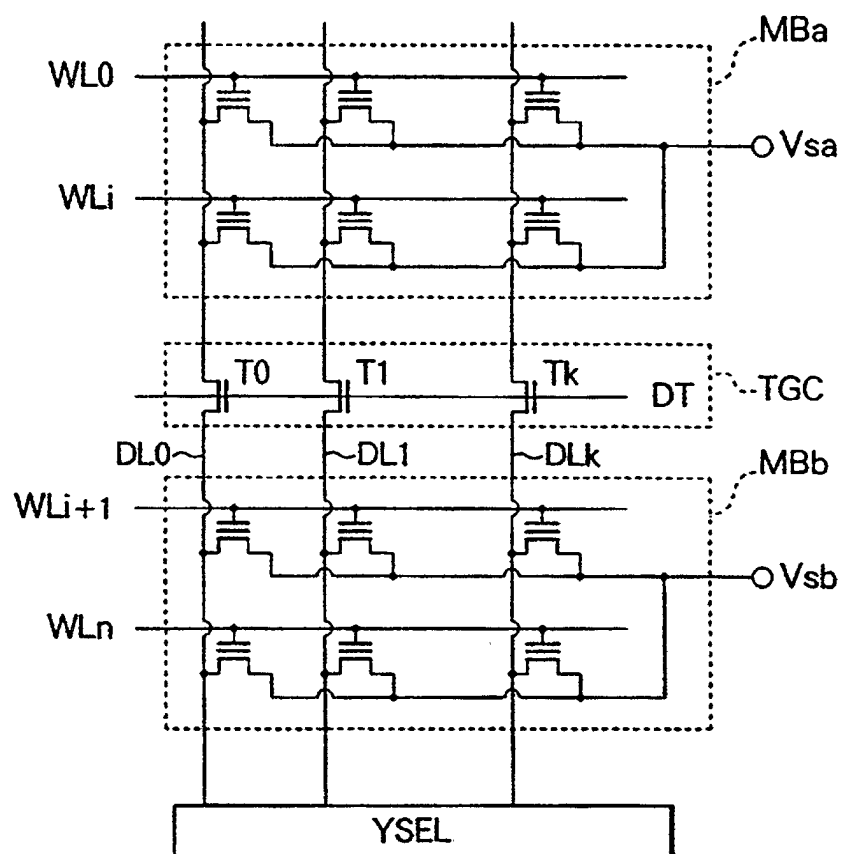 MBa
WL0
Vsa
WLi
T0 T1 Tk
DT TGC
DL0 DL1 DLk
MBb
WLi+1
Vsb
WLn
YSEL